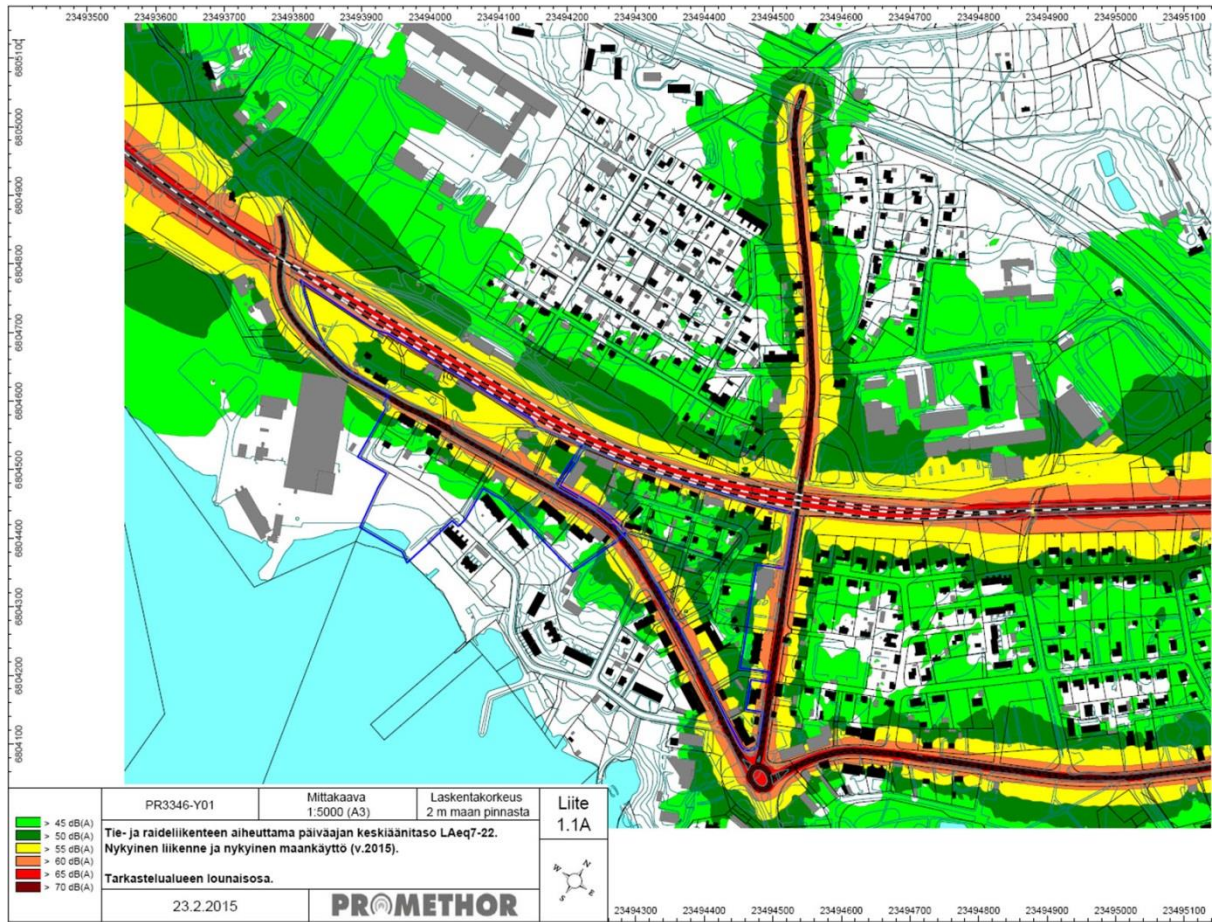 23493500 23493600 23493700 23493800 23493900 23494000 23494100 23494200 23494300 23494400 23494500 23494600 23494700 23494800 23494900 23495000 23495100
6805100
6805000
6804900
6804800
6804700
6804600
6804500
6804400
6804300
6804200
6804100
> 45 dB(A)
> 50 dB(A)
> 55 dB(A)
> 60 dB(A)
> 65 dB(A)
> 70 dB(A)
PR3346-Y01
Mittakaava
1:5000 (A3)
Laskentakorkeus
2 m maan pinnasta
Liite
1.1A
Tie- ja raideliikenteen aiheuttama päiväajan keskiäänitaso LAeq7-22.
Nykyinen liikenne ja nykyinen maankäyttö (v.2015).
Tarkastelualueen lounaisosa.
23.2.2015
PROMETHOR
N
W
E
S
23494300 23494400 23494500 23494600 23494700 23494800 23494900 23495000 23495100